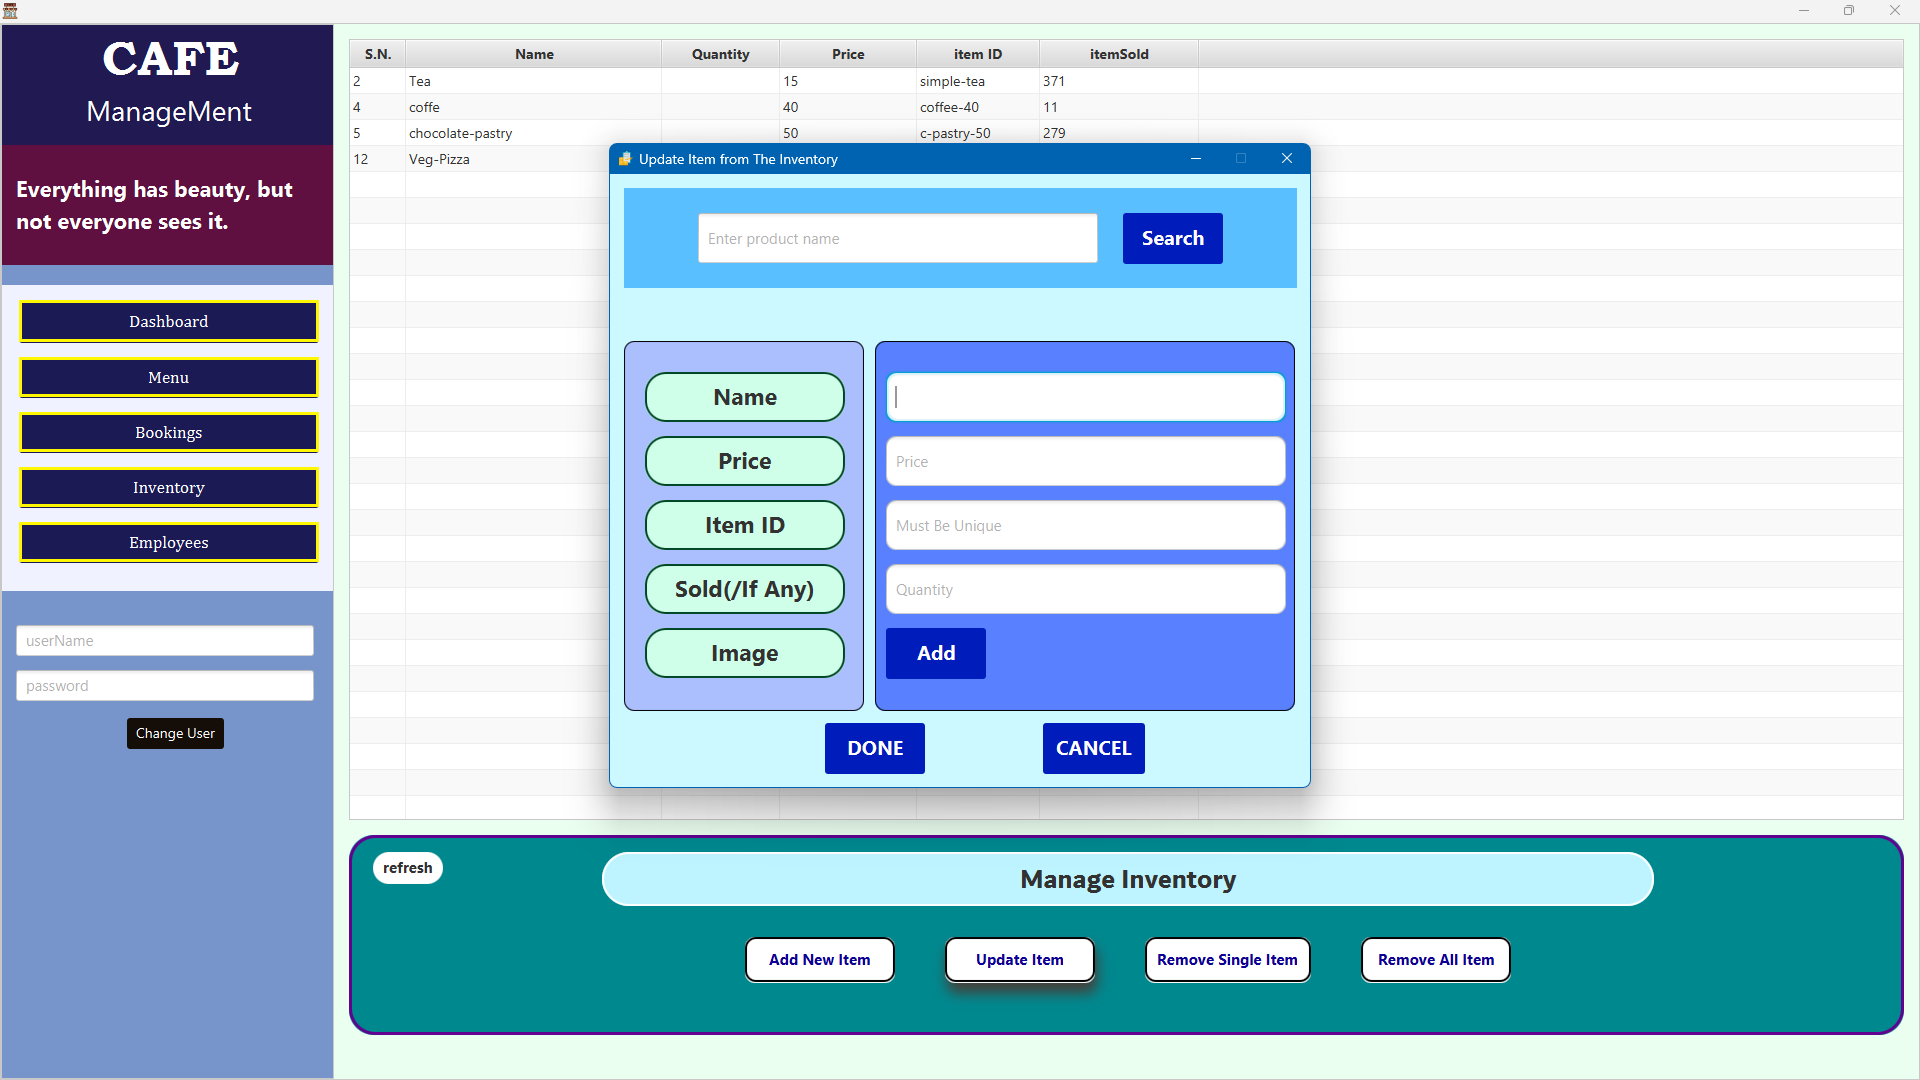 CAFE
ManageMent
Everything has beauty, but
not everyone sees it.
Dashboard
Menu
Bookings
Inventory
Employees
userName
password
Change User
S.N. Name Quantity Price item ID itemSold
2 Tea 15 simple-tea 371
4 coffe 40 coffee-40 11
5 chocolate-pastry 50 c-pastry-50 279
12 Veg-Pizza
Update Item from The Inventory
Enter product name Search
Name
Price Price
Item ID Must Be Unique
Sold(/If Any) Quantity
Image Add
DONE CANCEL
refresh Manage Inventory
Add New Item Update Item Remove Single Item Remove All Item